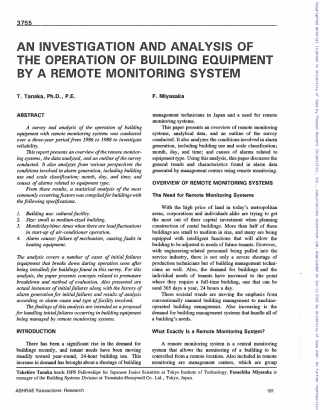 3755
AN INVESTIGATION AND ANALYSIS OF
THE OPERATION OF BUILDING EQUIPMENT
BY A REMOTE MONITORING SYSTEM
T. Tanaka, Ph.D., P.E.
F. Miyasaka
ABSTRACT
A survey and analysis of the operation of building
equipment with remote monitoring systems was conducted
over a three-year period from 1986 to 1988 to investigate
reliability.
This report presents an overview of the remote monitor-
ing systems, the data analyzed, and an outline of the survey
conducted. It also analyzes from various perspectives the
conditions involved in alarm generation, including building
use and scale classification; month, day, and time; and
causes of alarms related to equipment type.
From these results, a statistical analysis of the most
commonly occurring factors was compiled for buildings with
the following specifications.
1. Building use: cultural facility.
2. Size: small to medium-sized building.
3. Month/day/time: times when there are load fluctuations
in start-up of air-conditioner operation.
4. Alarm causes: failure of mechanism, causing faults in
heating equipment.
The analysis covers a number of cases of initial failures
(equipment that breaks down during operation soon after
being installed) for buildings found in this survey. For this
analysis, the paper presents concepts related to premature
breakdown and method of evaluation. Also presented are
actual instances of initial failures along with the history of
alarm generation for initial failures and results of analysis
according to alarm cause and type of facility involved.
The findings of this analysis are intended as a proposal
for handling initial failures occurring in building equipment
being managed by remote monitoring systems.
INTRODUCTION
There has been a significant rise in the demand for
buildings recently, and tenant needs have been moving
steadily toward year-round, 24-hour building use. This
increase in demand has brought about a shortage of building
management technicians in Japan and a need for remote
monitoring systems.
This paper presents an overview of remote monitoring
systems, analytical data, and an outline of the survey
conducted. It also analyzes the conditions involved in alarm
generation, including building use and scale classification;
month, day, and time; and causes of alarms related to
equipment type. Using this analysis, this paper discusses the
general trends and characteristics found in alarm data
generated by management centers using remote monitoring.
OVERVIEW OF REMOTE MONITORING SYSTEMS
The Need for Remote Monitoring Systems
With the high price of land in today's metropolitan
areas, corporations and individuals alike are trying to get
the most out of their capital investment when planning
construction of rental buildings. More than half of these
buildings are small to medium in size, and many are being
equipped with intelligent functions that will allow the
building to be adjusted to needs of future tenants. However,
with engineering-related personnel being pulled into the
service industry, there is not only a severe shortage of
production technicians but of building management techni-
cians as well. Also, the demand for buildings and the
individual needs of tenants have increased to the point
where they require a full-time building, one that can be
used 365 days a year, 24 hours a day.
These societal trends are moving the emphasis from
conventionally manned building management to machine-
operated building management. Also increasing is the
demand for building management systems that handle all of
a building's needs.
What Exactly Is a Remote Monitoring System?
A remote monitoring system is a central monitoring
system that allows the monitoring of a building to be
controlled from a remote location. Also included in remote
monitoring are management centers, which are group
Takehito Tanaka heads HIPS Fellowships for Japanese Junior Scientists at Tokyo Institute of Technology. Fusachika Miyasaka is
manager of the Building Systems Division at Yamatake-Honeywell Co., Ltd., Tokyo, Japan.
ASHRAE Transactions: Research
191